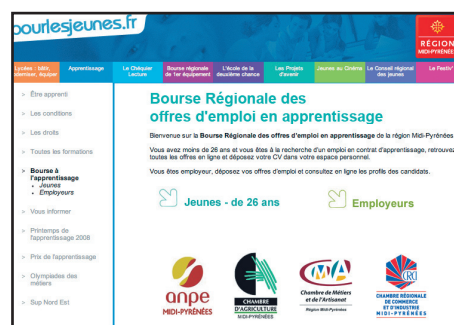 pourlesjeunes.fr
RÉGION
MIDI-PYRÉNÉES
Lycées : bâtir, rémunérer, équiper
Apprentissage
Le Chéquier Lecture
Bourse régionale de 1er équipement
L'école de la deuxième chance
Les Projets d'avenir
Jeunes au Cinéma
Le Conseil régional des jeunes
Le Festiv
> Être apprenti
> Les conditions
> Les droits
> Toutes les formations
> Bourse à l'apprentissage
• Jeunes
• Employeurs
> Vous informer
> Printemps de l'apprentissage 2008
> Prix de l'apprentissage
> Olympiades des métiers
> Sup Nord Est
Bourse Régionale des
offres d'emploi en apprentissage
Bienvenue sur la Bourse Régionale des offres d'emploi en apprentissage de la région Midi-Pyrénées
Vous avez moins de 26 ans et vous êtes à la recherche d'un emploi en contrat d'apprentissage, retrouvez
toutes les offres en ligne et déposez votre CV dans votre espace personnel.
Vous êtes employeur, déposez vos offres d'emploi et consultez en ligne les profils des candidats.
Jeunes - de 26 ans
Employeurs
anpe
MIDI-PYRÉNÉES
CHAMBRE
D'AGRICULTURE
MIDI-PYRÉNÉES
CMA
Chambre de Métiers
et de l'Artisanat
Région Midi-Pyrénées
CRCI
CHAMBRE RÉGIONALE
DE COMMERCE
ET D'INDUSTRIE
MIDI-PYRÉNÉES